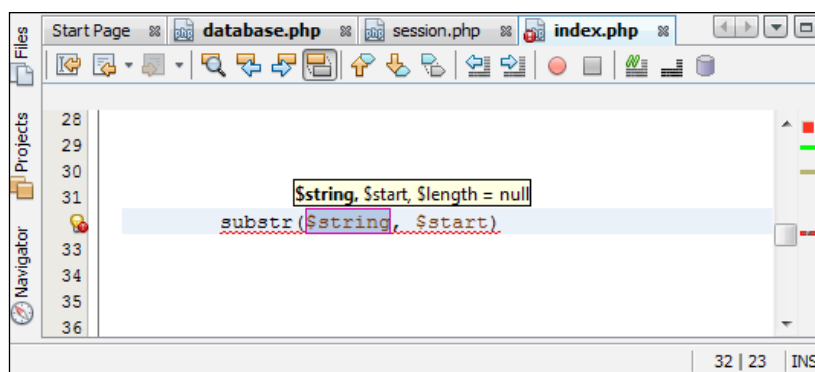 Start Page database.php session.php index.php
Files
Projects
Navigator
28
29
30
31
$string, $start, $length = null
substr($string, $start)
33
34
35
36
32 | 23 INS